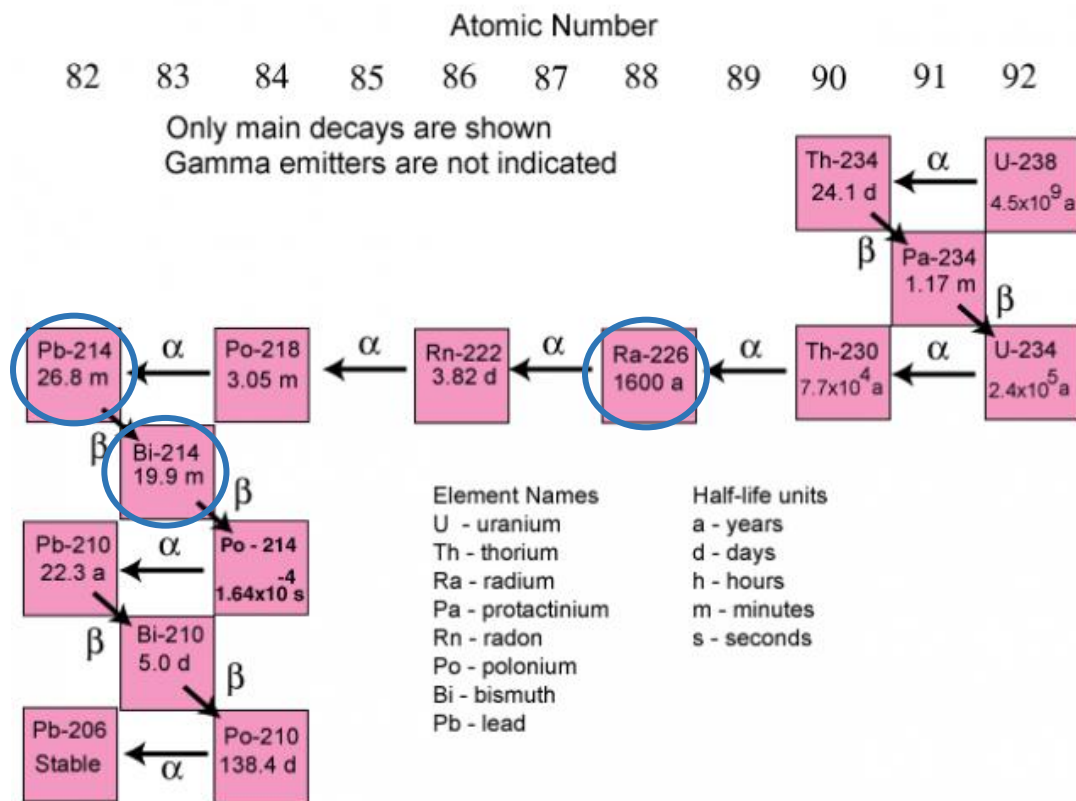 Atomic Number
82 83 84 85 86 87 88 89 90 91 92
Only main decays are shown
Gamma emitters are not indicated
Th-234
24.1 d
α
U-238
4.5x10⁹ a
β
Pa-234
1.17 m
β
Pb-214
26.8 m
α
Po-218
3.05 m
α
Rn-222
3.82 d
α
Ra-226
1600 a
α
Th-230
7.7x10⁴ a
α
U-234
2.4x10⁵ a
β
Bi-214
19.9 m
β
Pb-210
22.3 a
α
Po - 214
1.64x10⁻⁴ s
β
Bi-210
5.0 d
β
Pb-206
Stable
α
Po-210
138.4 d
Element Names
U - uranium
Th - thorium
Ra - radium
Pa - protactinium
Rn - radon
Po - polonium
Bi - bismuth
Pb - lead
Half-life units
a - years
d - days
h - hours
m - minutes
s - seconds